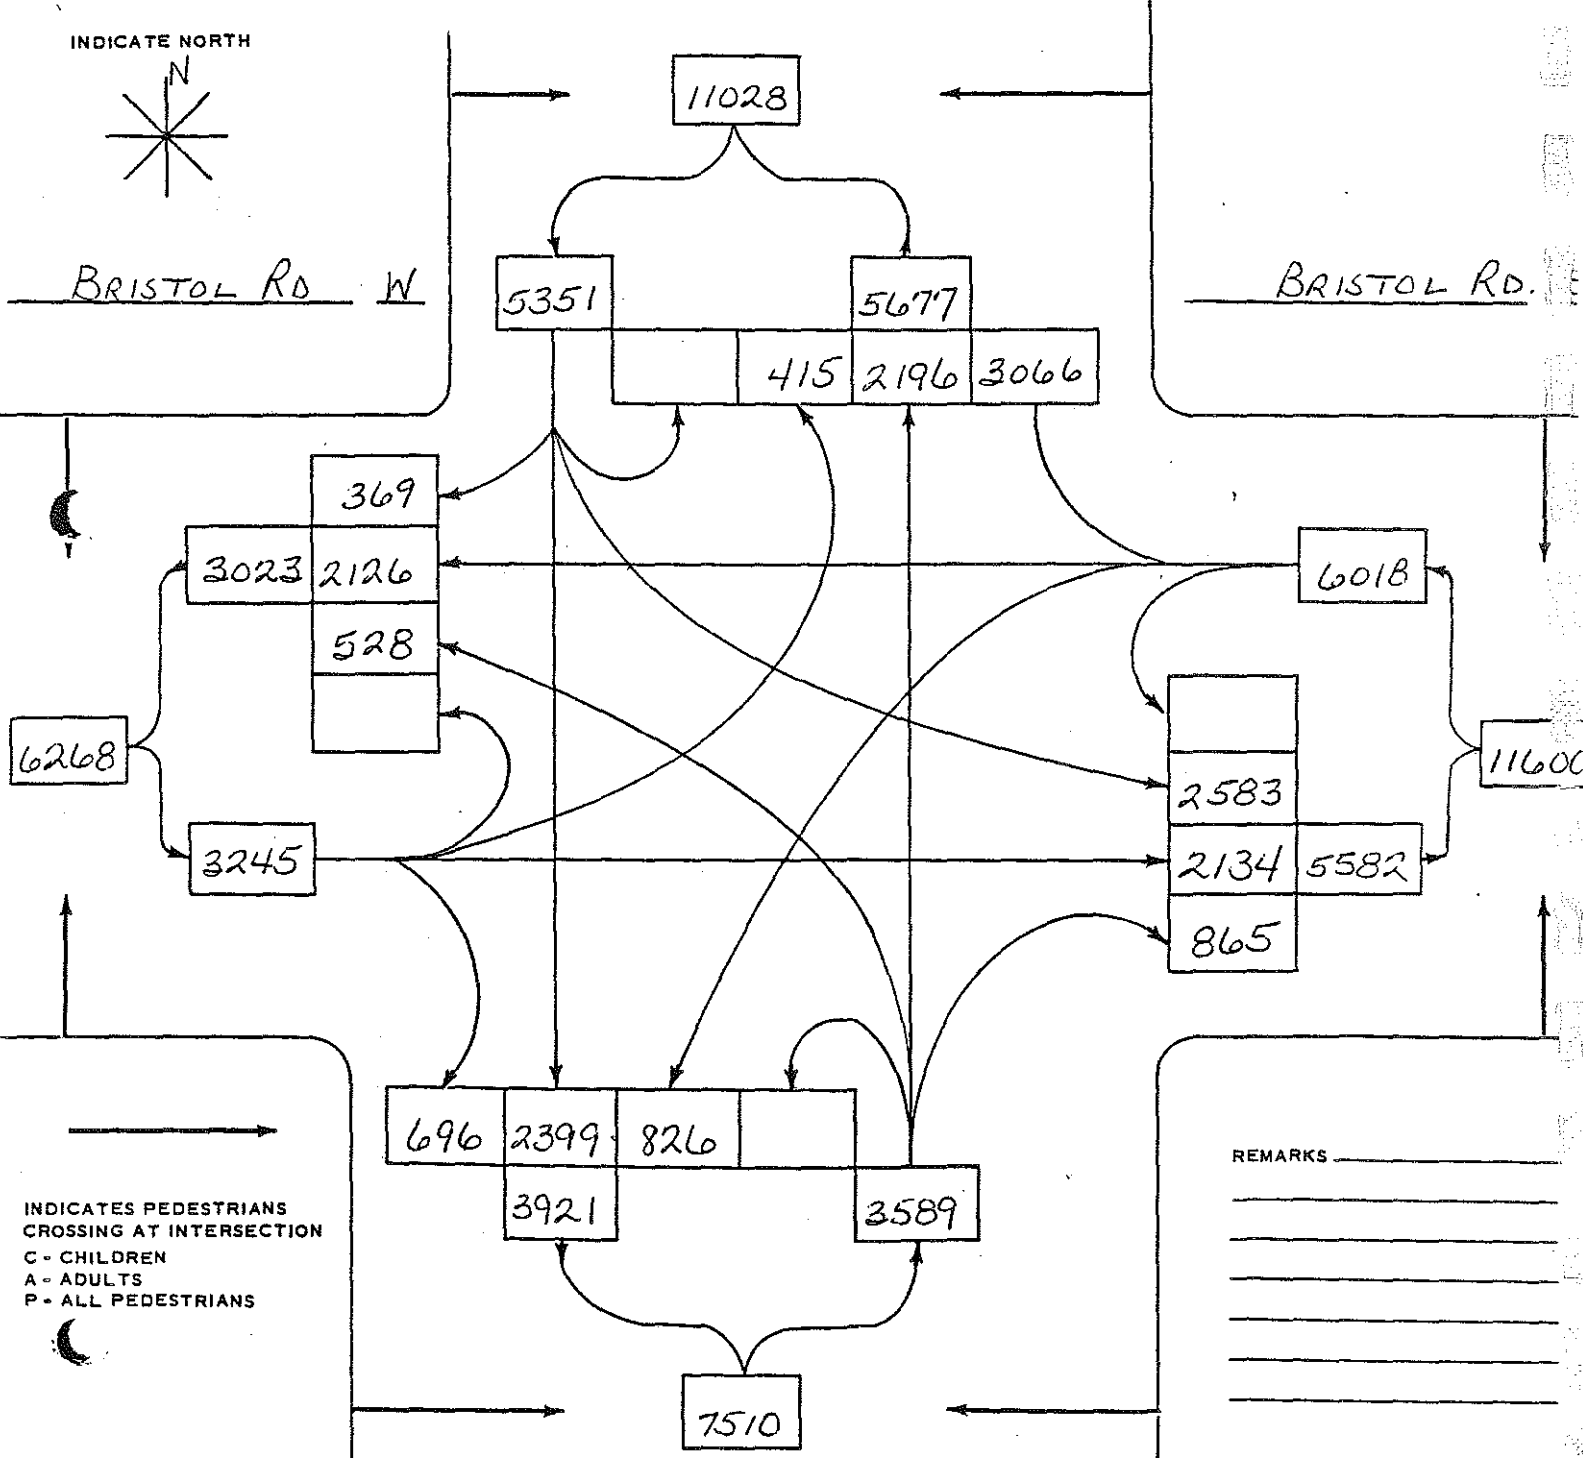 INDICATE NORTH
N
11028
BRISTOL RD W
BRISTOL RD.
5351
5677
415 2196 3066
369
3023 2126
6018
528
6268
11600
2583
3245
2134 5582
865
696 2399 826
3921
3589
REMARKS
INDICATES PEDESTRIANS
CROSSING AT INTERSECTION
C - CHILDREN
A - ADULTS
P - ALL PEDESTRIANS
7510